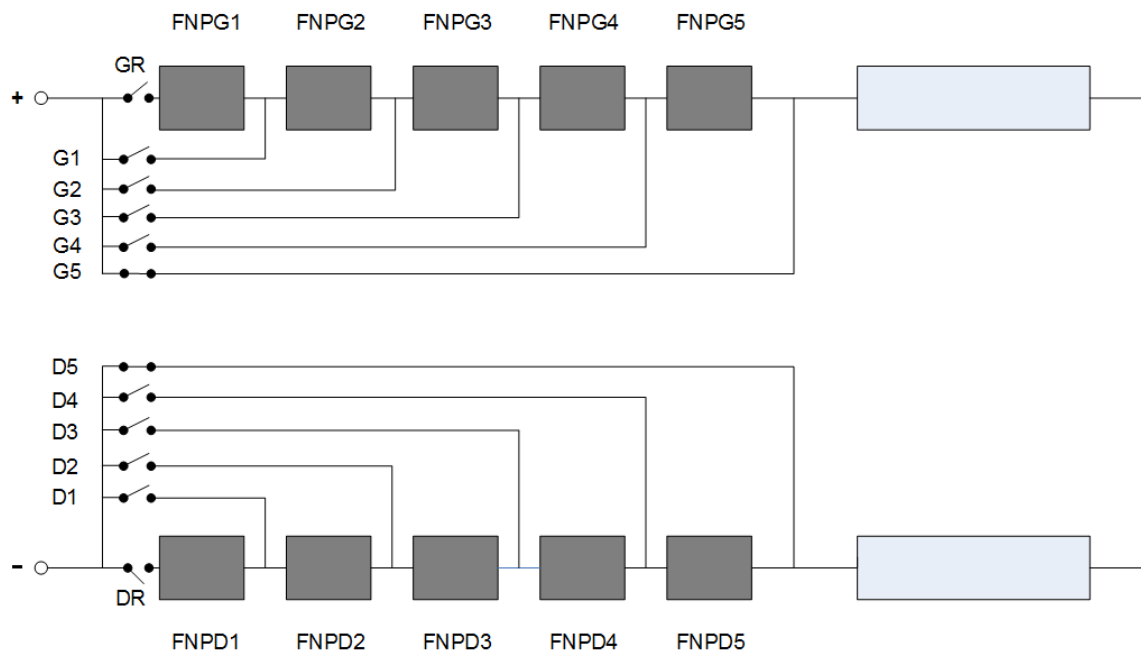 FNPG1 FNPG2 FNPG3 FNPG4 FNPG5
GR
+
G1
G2
G3
G4
G5
D5
D4
D3
D2
D1
-
DR
FNPD1 FNPD2 FNPD3 FNPD4 FNPD5